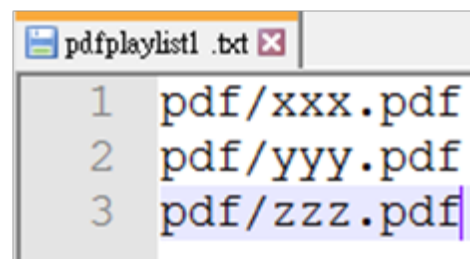 pdfplaylist1 .txt
1 pdf/xxx.pdf
2 pdf/yyy.pdf
3 pdf/zzz.pdf